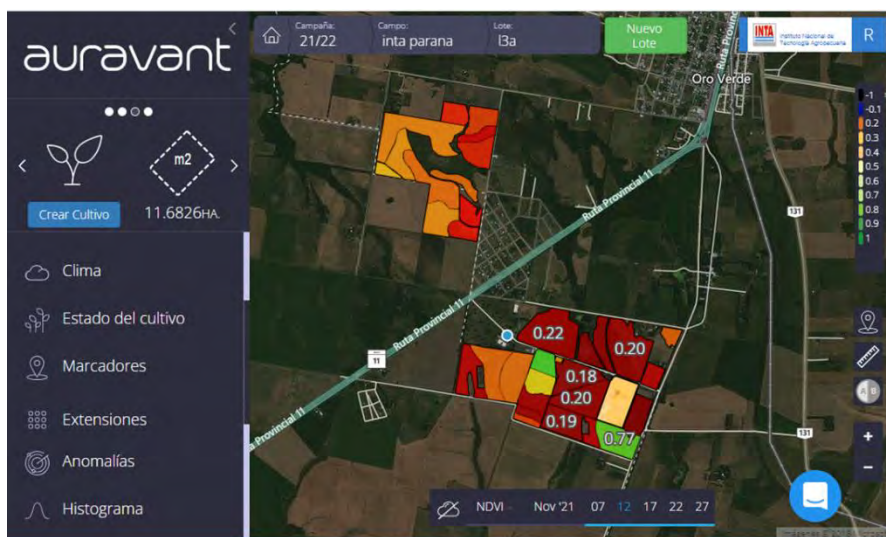 auravant
Campaña:
21/22
Campo:
inta parana
Lote:
l3a
Nuevo
Lote
INTA
Instituto Nacional de
Tecnología Agropecuaria
R
Crear Cultivo
m2
11.6826HA.
Clima
Estado del cultivo
Marcadores
Extensiones
Anomalías
Histograma
Ruta Provinc
Oro Verde
Ruta Provincial 11
Ruta Provincial 11
a Provincial 11
11
131
131
0.22
0.20
0.18
0.20
0.19
0.77
-1
-0.1
0.2
0.3
0.4
0.5
0.6
0.7
0.8
0.9
1
A B
+
−
NDVI
Nov '21
07
12
17
22
27